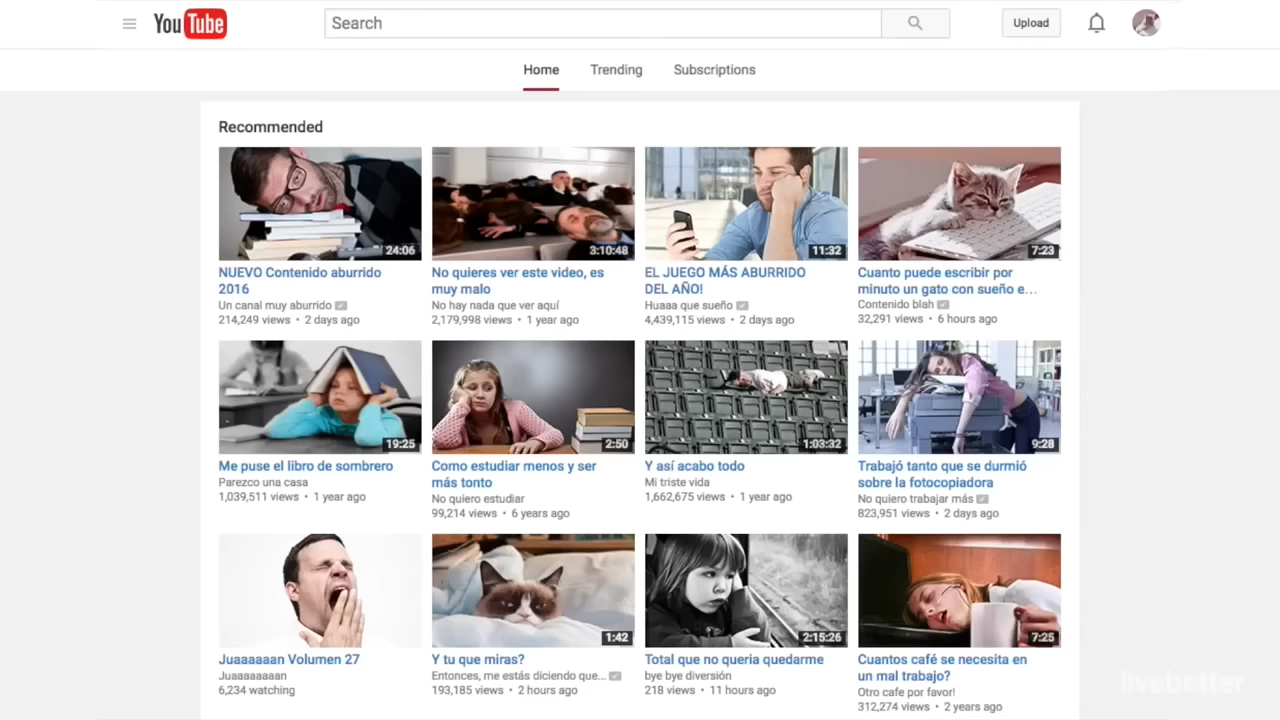 YouTube
Search
Upload
Home
Trending
Subscriptions
Recommended
24:06
3:10:48
11:32
7:23
NUEVO Contenido aburrido
2016
Un canal muy aburrido
214,249 views • 2 days ago
No quieres ver este video, es
muy malo
No hay nada que ver aquí
2,179,998 views • 1 year ago
EL JUEGO MÁS ABURRIDO
DEL AÑO!
Huaaa que sueño
4,439,115 views • 2 days ago
Cuanto puede escribir por
minuto un gato con sueño e...
Contenido blah
32,291 views • 6 hours ago
19:25
2:50
1:03:32
9:28
Me puse el libro de sombrero
Parezco una casa
1,039,511 views • 1 year ago
Como estudiar menos y ser
más tonto
No quiero estudiar
99,214 views • 6 years ago
Y así acabo todo
Mi triste vida
1,662,675 views • 1 year ago
Trabajó tanto que se durmió
sobre la fotocopiadora
No quiero trabajar más
823,951 views • 2 days ago
1:42
2:15:26
7:25
Juaaaaaan Volumen 27
Juaaaaaaaan
6,234 watching
Y tu que miras?
Entonces, me estás diciendo que...
193,185 views • 2 hours ago
Total que no queria quedarme
bye bye diversión
218 views • 11 hours ago
Cuantos café se necesita en
un mal trabajo?
Otro cafe por favor!
312,274 views • 2 years ago
livebetter